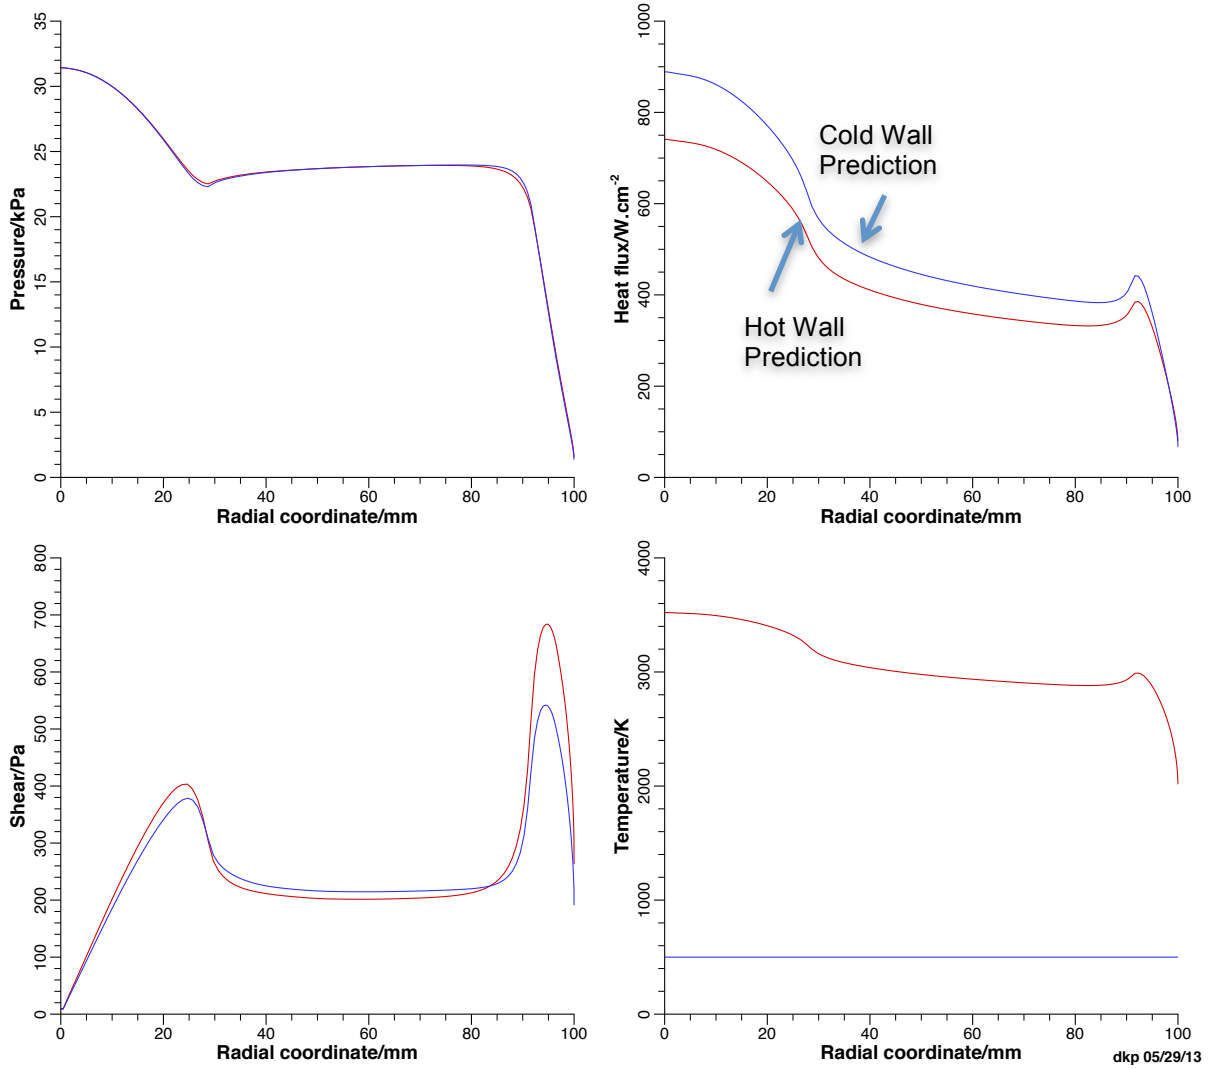 35
30
25
20
15
10
5
0
Pressure/kPa
0 20 40 60 80 100
Radial coordinate/mm
1000
800
600
400
200
0
Heat flux/W.cm-2
Cold Wall
Prediction
Hot Wall
Prediction
0 20 40 60 80 100
Radial coordinate/mm
800
700
600
500
400
300
200
100
0
Shear/Pa
0 20 40 60 80 100
Radial coordinate/mm
4000
3000
2000
1000
0
Temperature/K
0 20 40 60 80 100
Radial coordinate/mm
dkp 05/29/13